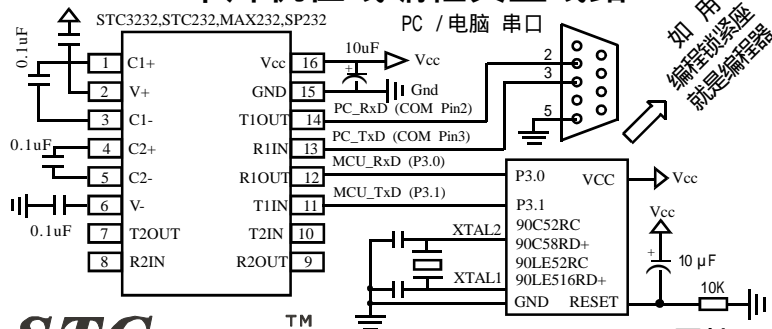 STC3232,STC232,MAX232,SP232
PC / 电脑 串口
如 用
编程锁紧座
就是编程器
0.1uF
1 C1+
2 V+
3 C1-
4 C2+
5 C2-
6 V-
7 T2OUT
8 R2IN
0.1uF
0.1uF
Vcc 16
GND 15
T1OUT 14
R1IN 13
R1OUT 12
T1IN 11
T2IN 10
R2OUT 9
10uF
+
Vcc
Gnd
PC_RxD (COM Pin2)
PC_TxD (COM Pin3)
MCU_RxD (P3.0)
MCU_TxD (P3.1)
2
3
5
P3.0 VCC
P3.1
90C52RC
90C58RD+
90LE52RC
90LE516RD+
GND RESET
XTAL2
XTAL1
Vcc
Vcc
+
10 μF
10K
STC TM